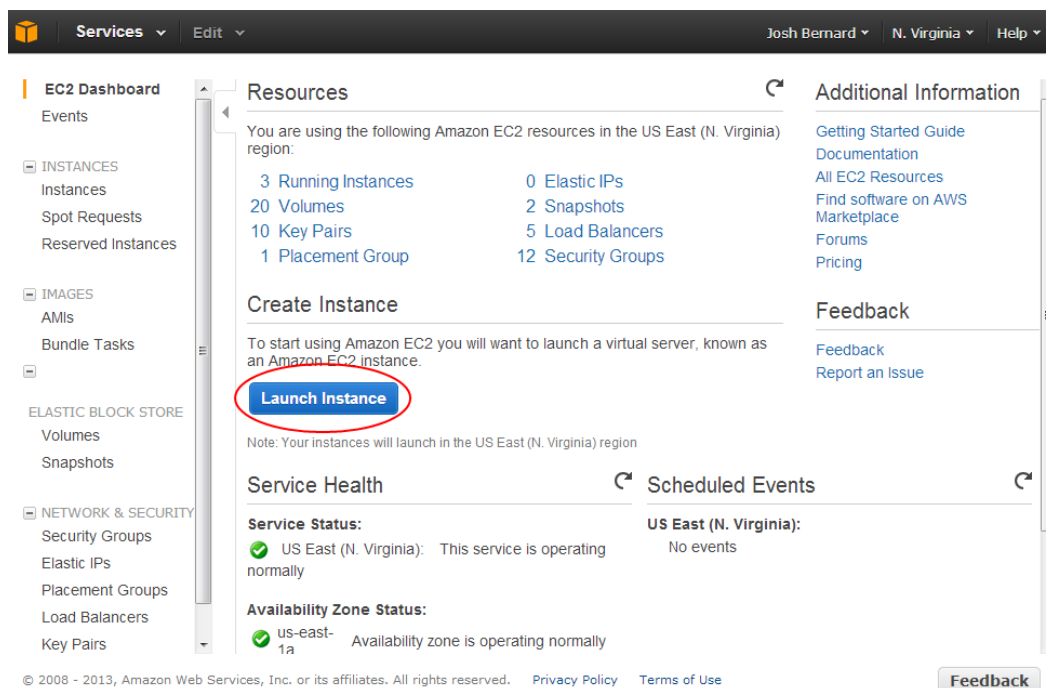 Services Edit Josh Bernard N. Virginia Help
EC2 Dashboard
Events
INSTANCES
Instances
Spot Requests
Reserved Instances
IMAGES
AMIs
Bundle Tasks
ELASTIC BLOCK STORE
Volumes
Snapshots
NETWORK & SECURITY
Security Groups
Elastic IPs
Placement Groups
Load Balancers
Key Pairs
Resources
You are using the following Amazon EC2 resources in the US East (N. Virginia)
region:
3 Running Instances 0 Elastic IPs
20 Volumes 2 Snapshots
10 Key Pairs 5 Load Balancers
1 Placement Group 12 Security Groups
Create Instance
To start using Amazon EC2 you will want to launch a virtual server, known as
an Amazon EC2 instance.
Launch Instance
Note: Your instances will launch in the US East (N. Virginia) region
Service Health
Service Status:
US East (N. Virginia): This service is operating
normally
Availability Zone Status:
us-east-
1a
Availability zone is operating normally
Scheduled Events
US East (N. Virginia):
No events
Additional Information
Getting Started Guide
Documentation
All EC2 Resources
Find software on AWS
Marketplace
Forums
Pricing
Feedback
Feedback
Report an Issue
© 2008 - 2013, Amazon Web Services, Inc. or its affiliates. All rights reserved. Privacy Policy Terms of Use
Feedback